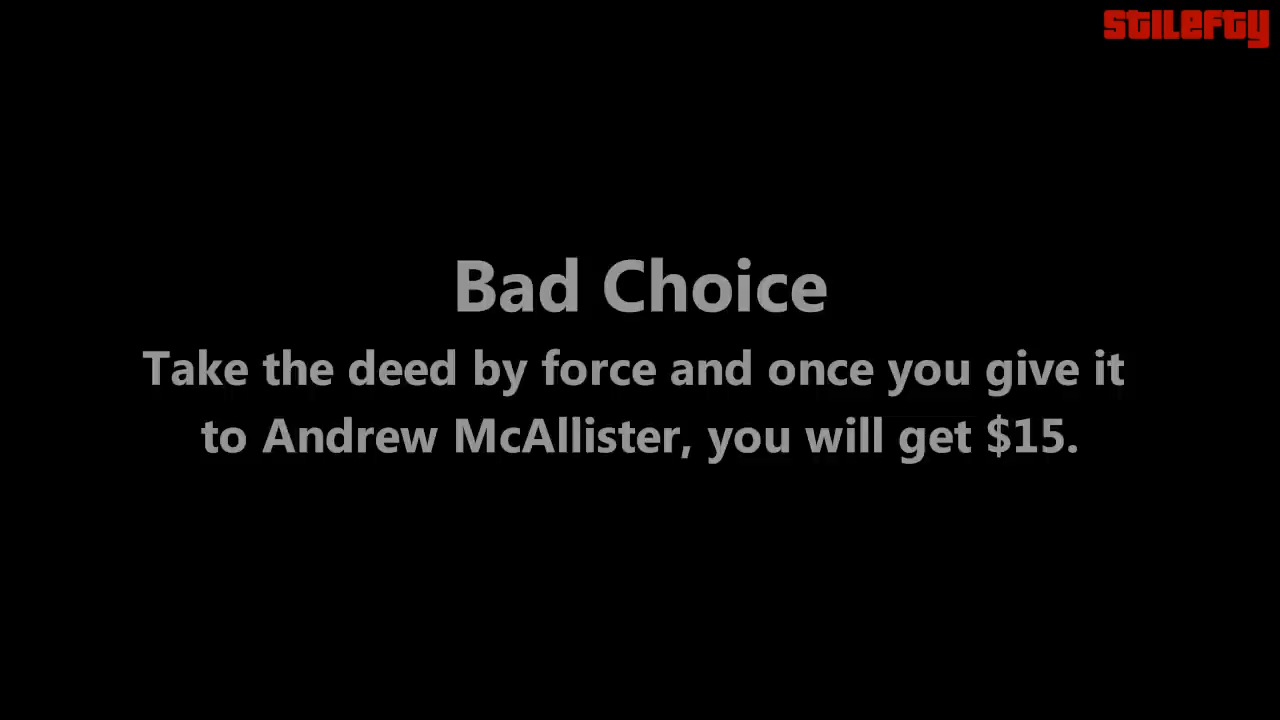 STILEFTY
Bad Choice
Take the deed by force and once you give it
to Andrew McAllister, you will get $15.